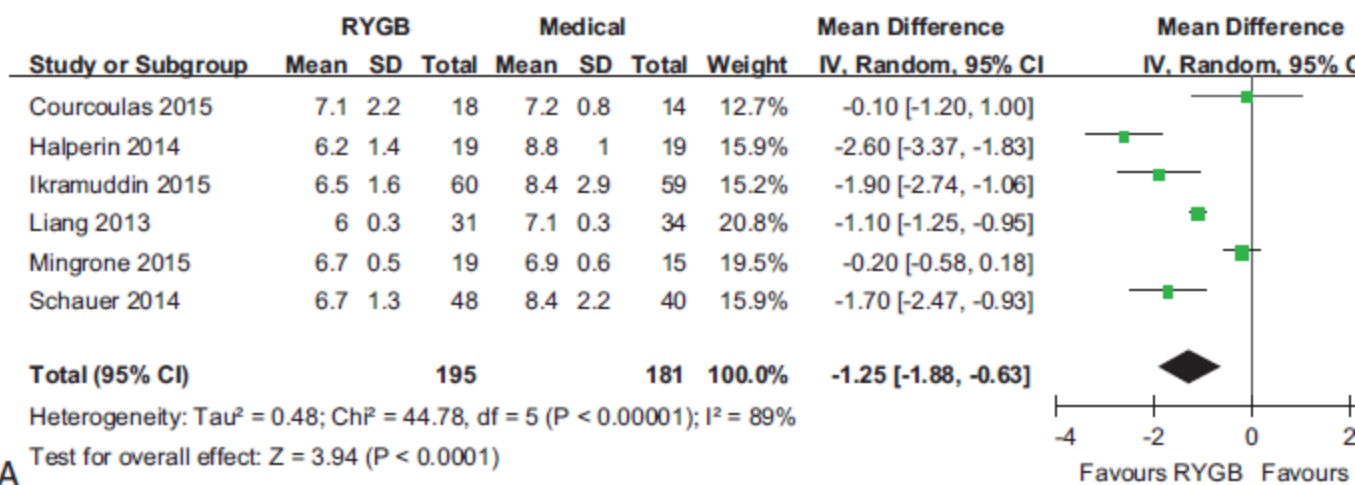 RYGB Medical Mean Difference Mean Difference
Study or Subgroup Mean SD Total Mean SD Total Weight IV, Random, 95% CI IV, Random, 95% C
Courcoulas 2015 7.1 2.2 18 7.2 0.8 14 12.7% -0.10 [-1.20, 1.00]
Halperin 2014 6.2 1.4 19 8.8 1 19 15.9% -2.60 [-3.37, -1.83]
Ikramuddin 2015 6.5 1.6 60 8.4 2.9 59 15.2% -1.90 [-2.74, -1.06]
Liang 2013 6 0.3 31 7.1 0.3 34 20.8% -1.10 [-1.25, -0.95]
Mingrone 2015 6.7 0.5 19 6.9 0.6 15 19.5% -0.20 [-0.58, 0.18]
Schauer 2014 6.7 1.3 48 8.4 2.2 40 15.9% -1.70 [-2.47, -0.93]
Total (95% CI) 195 181 100.0% -1.25 [-1.88, -0.63]
Heterogeneity: Tau² = 0.48; Chi² = 44.78, df = 5 (P < 0.00001); I² = 89%
Test for overall effect: Z = 3.94 (P < 0.0001)
-4 -2 0 2
Favours RYGB Favours
A